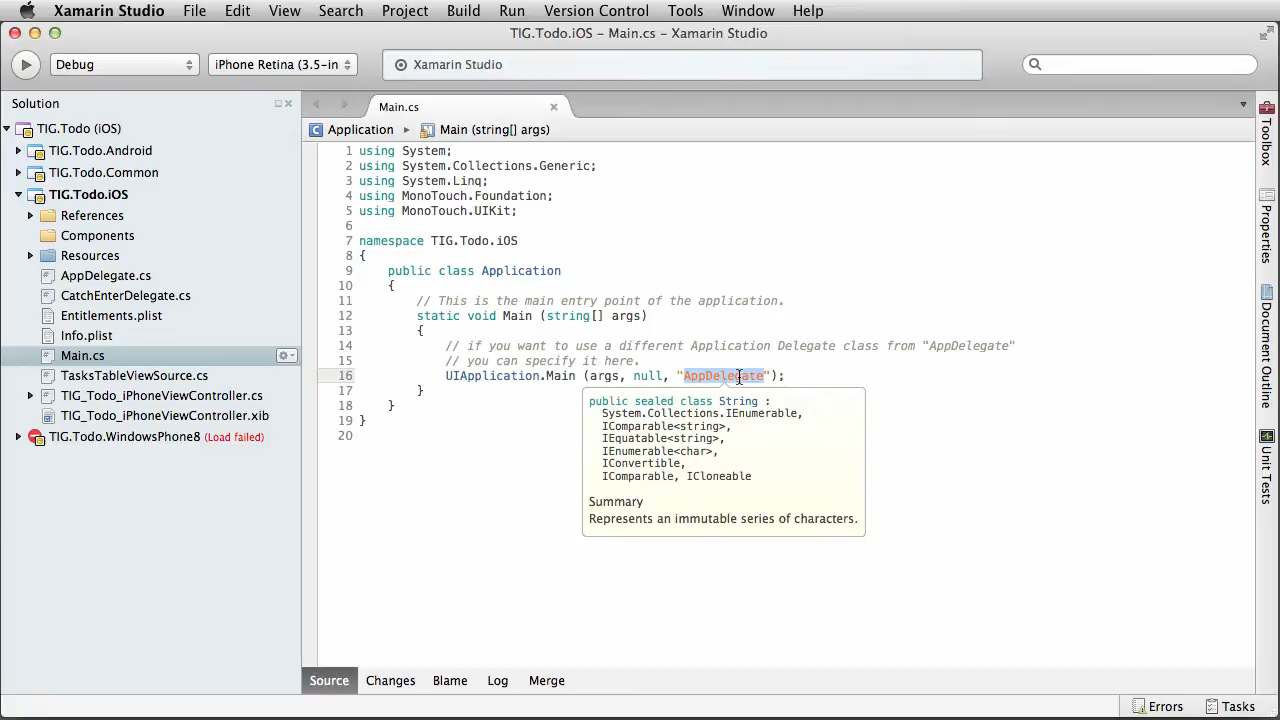 Xamarin Studio File Edit View Search Project Build Run Version Control Tools Window Help
TIG.Todo.iOS – Main.cs – Xamarin Studio
Debug iPhone Retina (3.5-in Xamarin Studio
Solution
TIG.Todo (iOS)
TIG.Todo.Android
TIG.Todo.Common
TIG.Todo.iOS
References
Components
Resources
AppDelegate.cs
CatchEnterDelegate.cs
Entitlements.plist
Info.plist
Main.cs
TasksTableViewSource.cs
TIG_Todo_iPhoneViewController.cs
TIG_Todo_iPhoneViewController.xib
TIG.Todo.WindowsPhone8 (Load failed)
Main.cs
Application Main (string[] args)
1 using System;
2 using System.Collections.Generic;
3 using System.Linq;
4 using MonoTouch.Foundation;
5 using MonoTouch.UIKit;
6
7 namespace TIG.Todo.iOS
8 {
9 public class Application
10 {
11 // This is the main entry point of the application.
12 static void Main (string[] args)
13 {
14 // if you want to use a different Application Delegate class from "AppDelegate"
15 // you can specify it here.
16 UIApplication.Main (args, null, "AppDelegate");
17 }
18 }
19 }
20
public sealed class String :
System.Collections.IEnumerable,
IComparable<string>,
IEquatable<string>,
IEnumerable<char>,
IConvertible,
IComparable, ICloneable
Summary
Represents an immutable series of characters.
Toolbox
Properties
Document Outline
Unit Tests
Source Changes Blame Log Merge
Errors Tasks